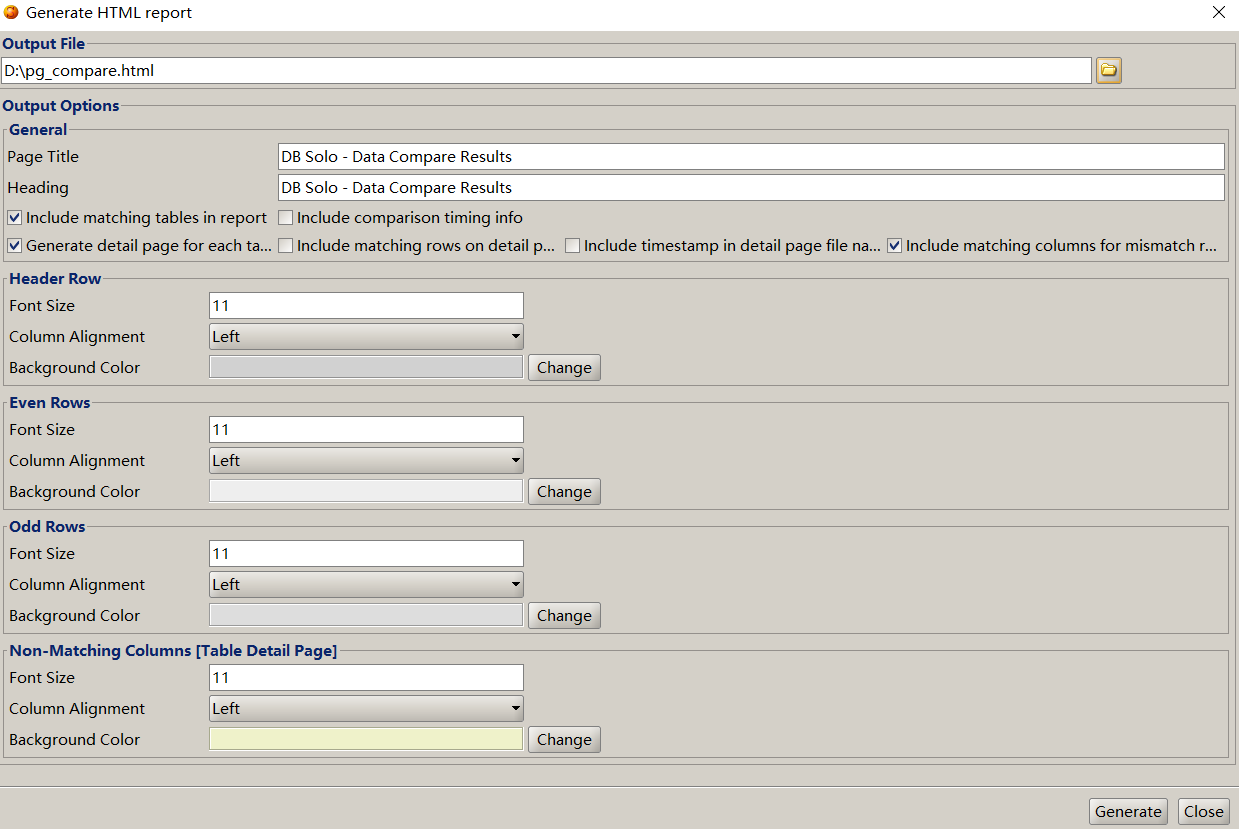 Generate HTML report
Output File
D:\pg_compare.html
Output Options
General
Page Title DB Solo - Data Compare Results
Heading DB Solo - Data Compare Results
Include matching tables in report Include comparison timing info
Generate detail page for each ta... Include matching rows on detail p... Include timestamp in detail page file na... Include matching columns for mismatch r...
Header Row
Font Size 11
Column Alignment Left
Background Color Change
Even Rows
Font Size 11
Column Alignment Left
Background Color Change
Odd Rows
Font Size 11
Column Alignment Left
Background Color Change
Non-Matching Columns [Table Detail Page]
Font Size 11
Column Alignment Left
Background Color Change
Generate Close